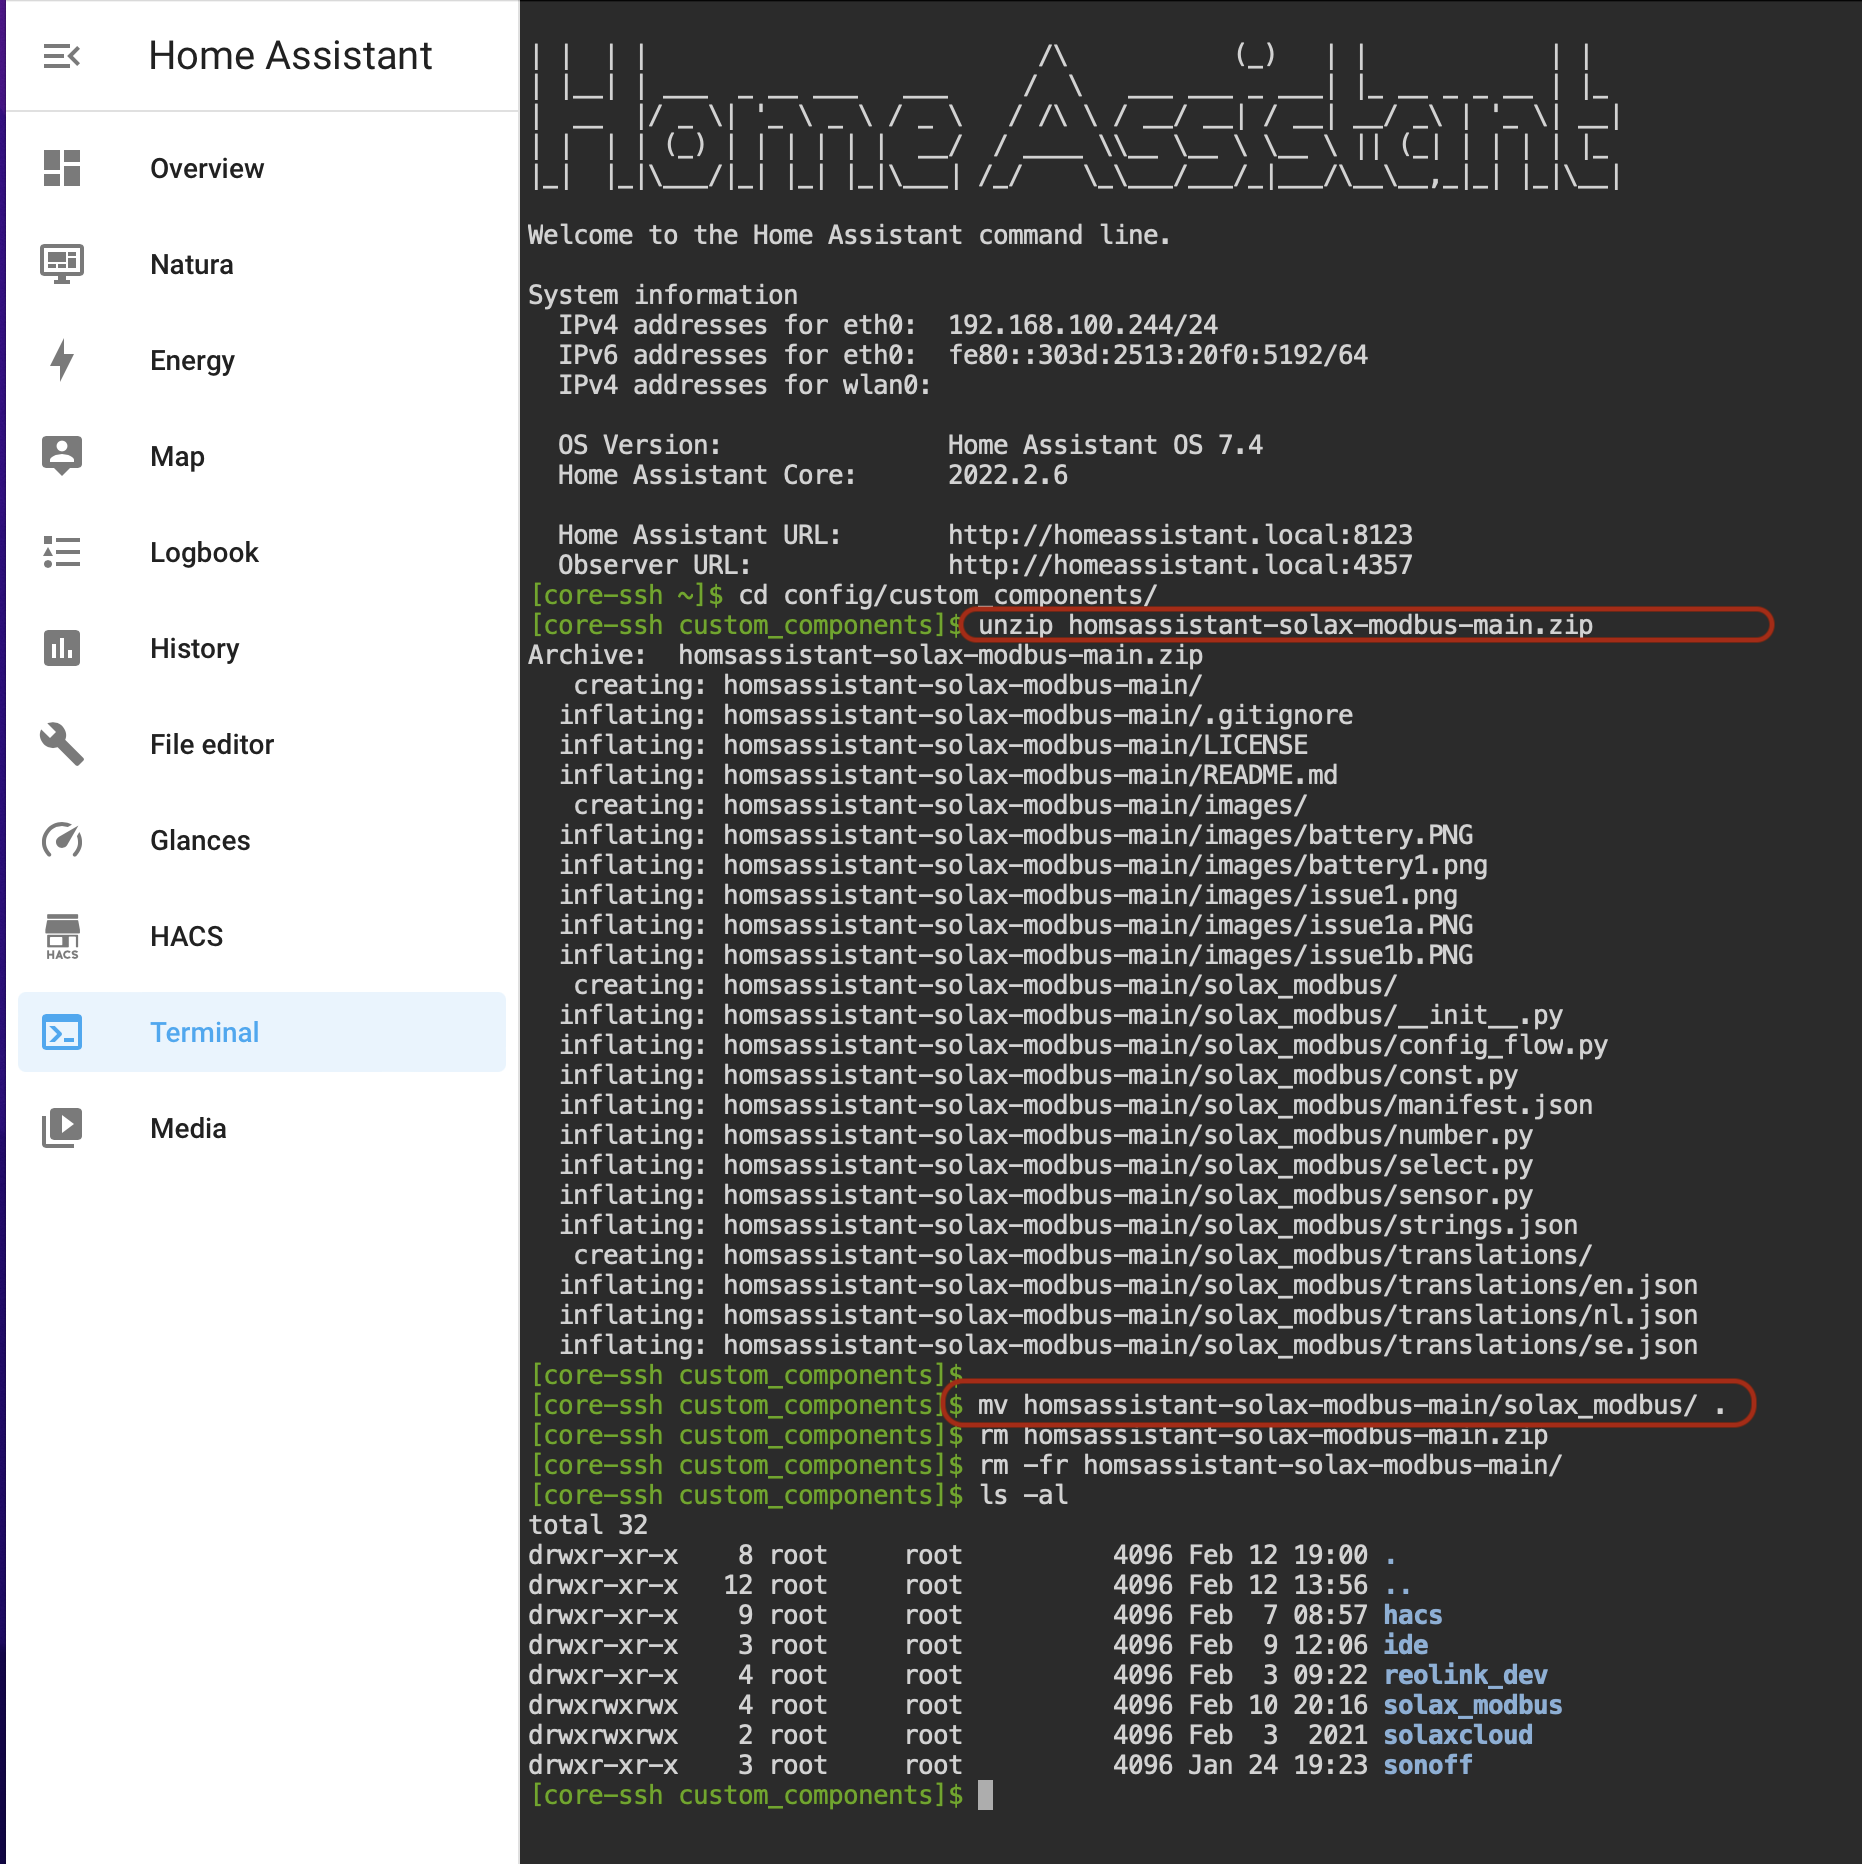 Home Assistant
Overview
Natura
Energy
Map
Logbook
History
File editor
Glances
HACS
HACS
Terminal
Media
Home Assistant
Welcome to the Home Assistant command line.
System information
IPv4 addresses for eth0: 192.168.100.244/24
IPv6 addresses for eth0: fe80::303d:2513:20f0:5192/64
IPv4 addresses for wlan0:
OS Version: Home Assistant OS 7.4
Home Assistant Core: 2022.2.6
Home Assistant URL: http://homeassistant.local:8123
Observer URL: http://homeassistant.local:4357
[core-ssh ~]$ cd config/custom_components/
[core-ssh custom_components]$ unzip homsassistant-solax-modbus-main.zip
Archive: homsassistant-solax-modbus-main.zip
creating: homsassistant-solax-modbus-main/
inflating: homsassistant-solax-modbus-main/.gitignore
inflating: homsassistant-solax-modbus-main/LICENSE
inflating: homsassistant-solax-modbus-main/README.md
creating: homsassistant-solax-modbus-main/images/
inflating: homsassistant-solax-modbus-main/images/battery.PNG
inflating: homsassistant-solax-modbus-main/images/battery1.png
inflating: homsassistant-solax-modbus-main/images/issue1.png
inflating: homsassistant-solax-modbus-main/images/issue1a.PNG
inflating: homsassistant-solax-modbus-main/images/issue1b.PNG
creating: homsassistant-solax-modbus-main/solax_modbus/
inflating: homsassistant-solax-modbus-main/solax_modbus/__init__.py
inflating: homsassistant-solax-modbus-main/solax_modbus/config_flow.py
inflating: homsassistant-solax-modbus-main/solax_modbus/const.py
inflating: homsassistant-solax-modbus-main/solax_modbus/manifest.json
inflating: homsassistant-solax-modbus-main/solax_modbus/number.py
inflating: homsassistant-solax-modbus-main/solax_modbus/select.py
inflating: homsassistant-solax-modbus-main/solax_modbus/sensor.py
inflating: homsassistant-solax-modbus-main/solax_modbus/strings.json
creating: homsassistant-solax-modbus-main/solax_modbus/translations/
inflating: homsassistant-solax-modbus-main/solax_modbus/translations/en.json
inflating: homsassistant-solax-modbus-main/solax_modbus/translations/nl.json
inflating: homsassistant-solax-modbus-main/solax_modbus/translations/se.json
[core-ssh custom_components]$
[core-ssh custom_components]$ mv homsassistant-solax-modbus-main/solax_modbus/ .
[core-ssh custom_components]$ rm homsassistant-solax-modbus-main.zip
[core-ssh custom_components]$ rm -fr homsassistant-solax-modbus-main/
[core-ssh custom_components]$ ls -al
total 32
drwxr-xr-x 8 root root 4096 Feb 12 19:00 .
drwxr-xr-x 12 root root 4096 Feb 12 13:56 ..
drwxr-xr-x 9 root root 4096 Feb 7 08:57 hacs
drwxr-xr-x 3 root root 4096 Feb 9 12:06 ide
drwxr-xr-x 4 root root 4096 Feb 3 09:22 reolink_dev
drwxrwxrwx 4 root root 4096 Feb 10 20:16 solax_modbus
drwxrwxrwx 2 root root 4096 Feb 3 2021 solaxcloud
drwxr-xr-x 3 root root 4096 Jan 24 19:23 sonoff
[core-ssh custom_components]$